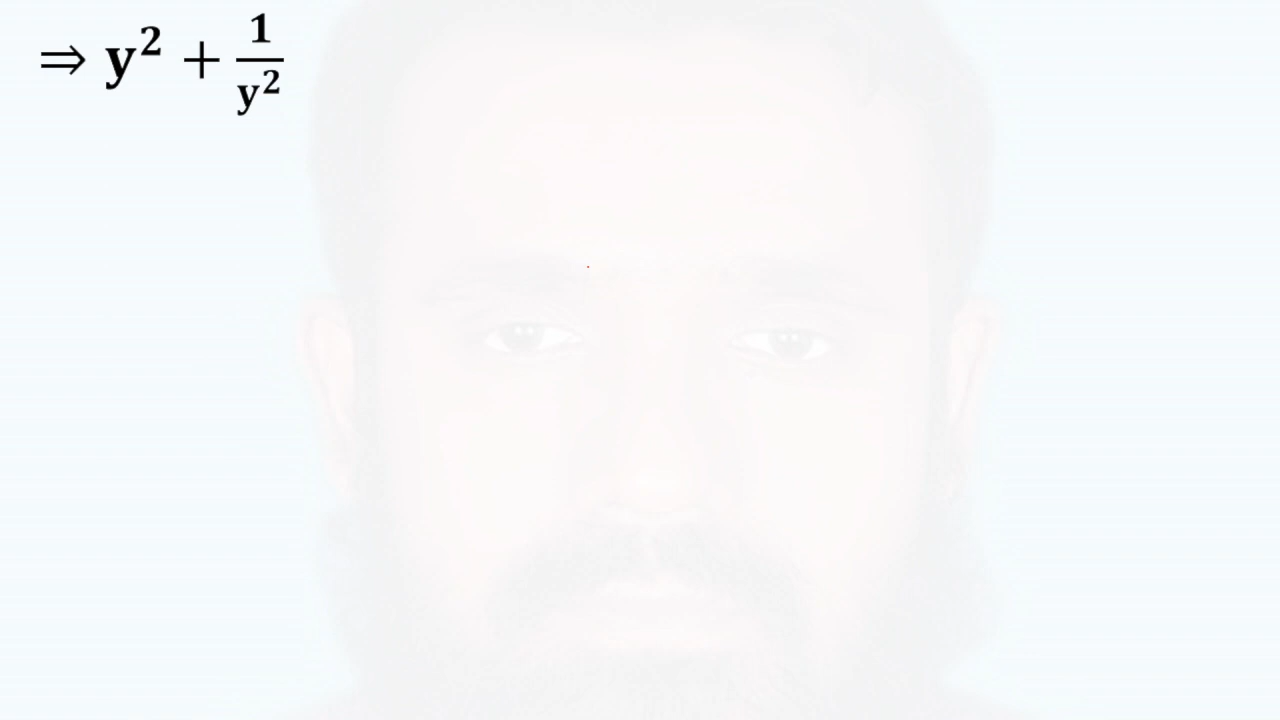 ⇒ y² + 1/y²